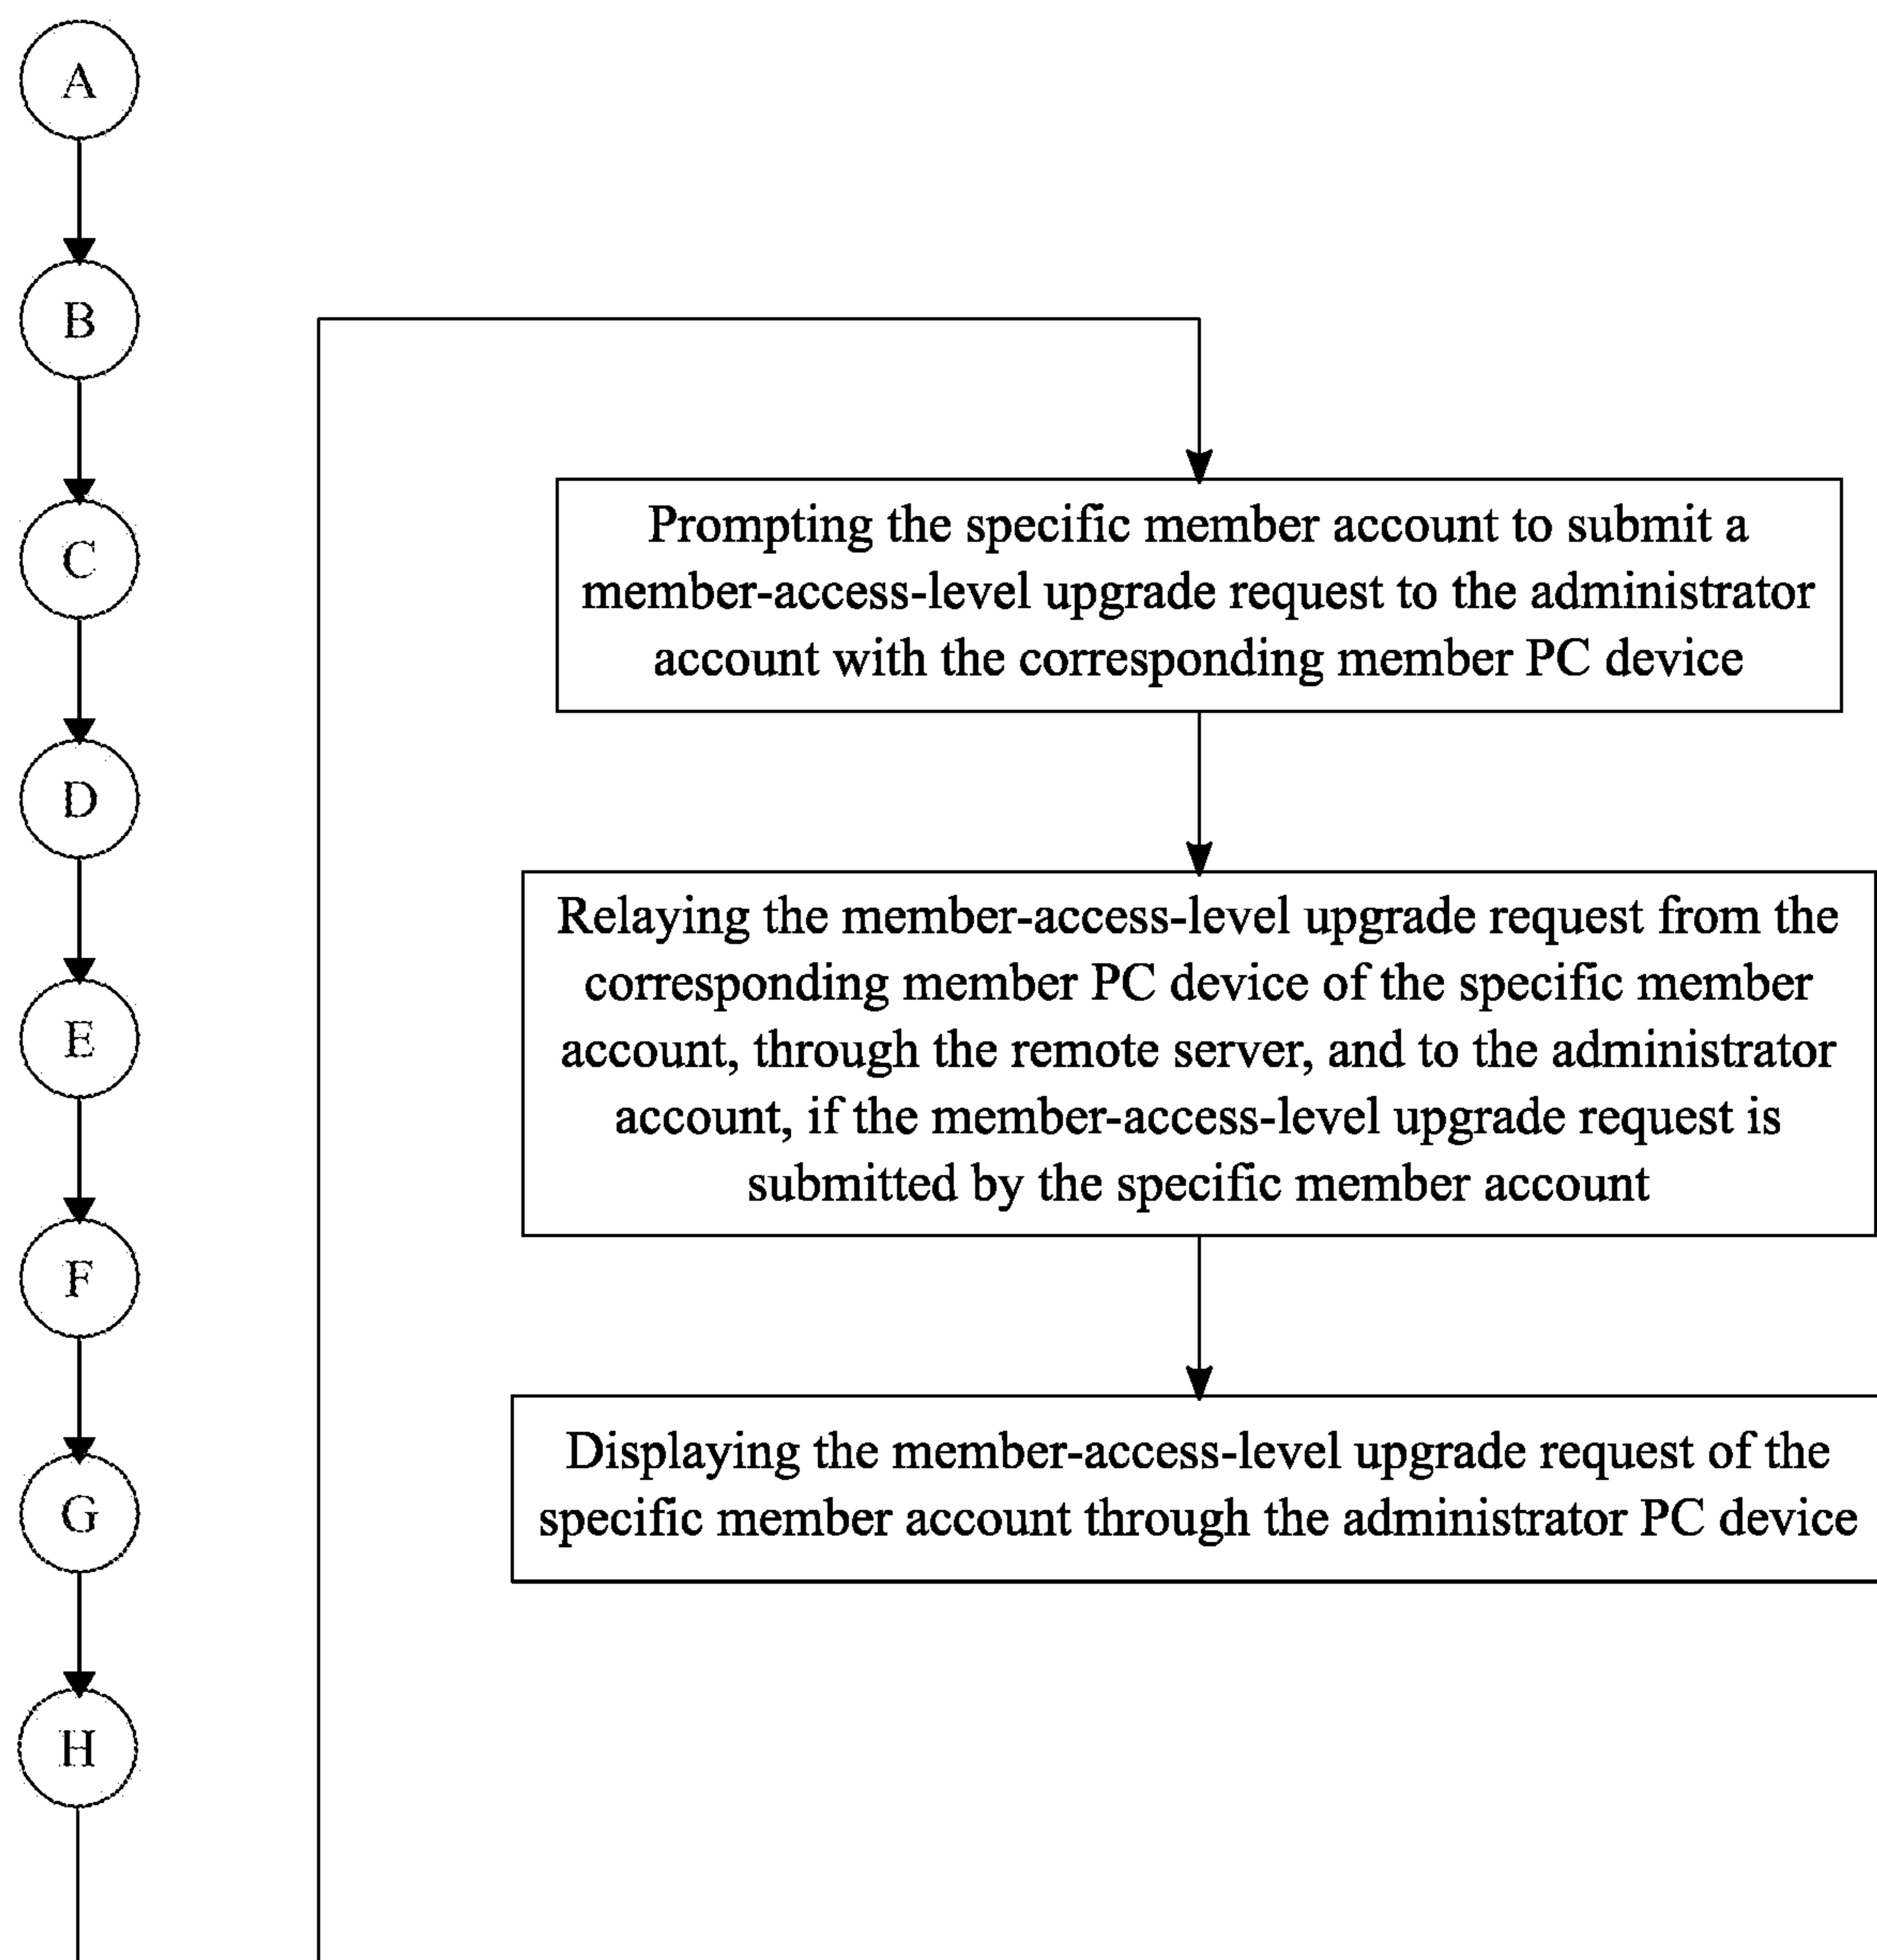 A
B
C
D
E
F
G
H
Prompting the specific member account to submit a
member-access-level upgrade request to the administrator
account with the corresponding member PC device
Relaying the member-access-level upgrade request from the
corresponding member PC device of the specific member
account, through the remote server, and to the administrator
account, if the member-access-level upgrade request is
submitted by the specific member account
Displaying the member-access-level upgrade request of the
specific member account through the administrator PC device